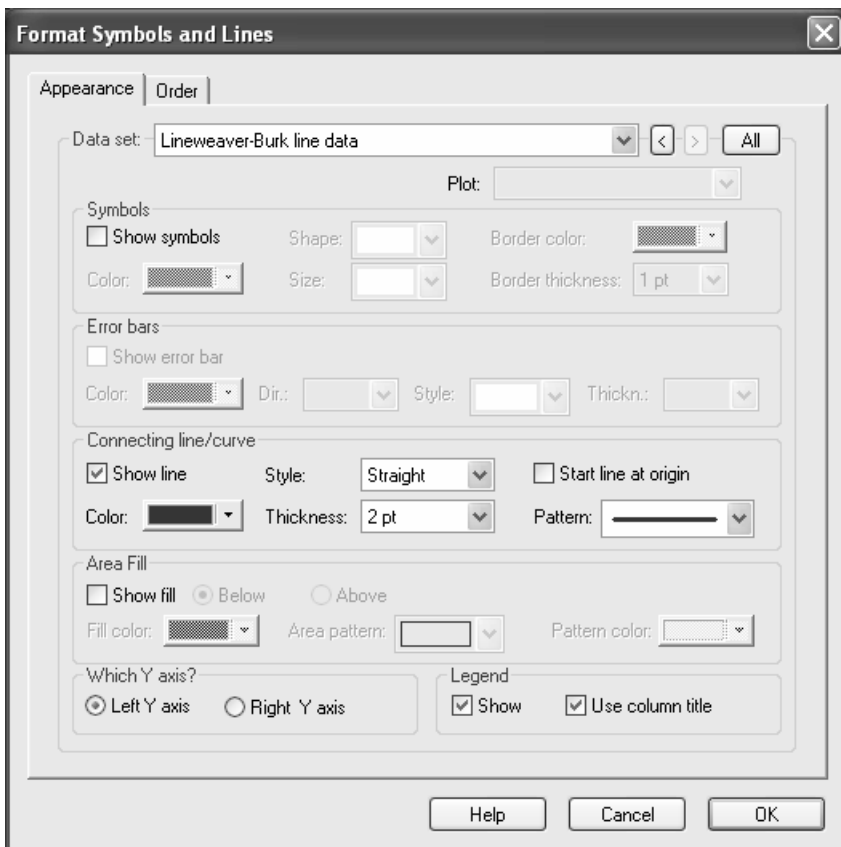 Format Symbols and Lines
Appearance Order
Data set: Lineweaver-Burk line data < > All
Plot:
Symbols
Show symbols Shape: Border color:
Color: Size: Border thickness: 1 pt
Error bars
Show error bar
Color: Dir.: Style: Thickn.:
Connecting line/curve
Show line Style: Straight Start line at origin
Color: Thickness: 2 pt Pattern:
Area Fill
Show fill Below Above
Fill color: Area pattern: Pattern color:
Which Y axis? Legend
Left Y axis Right Y axis Show Use column title
Help Cancel OK